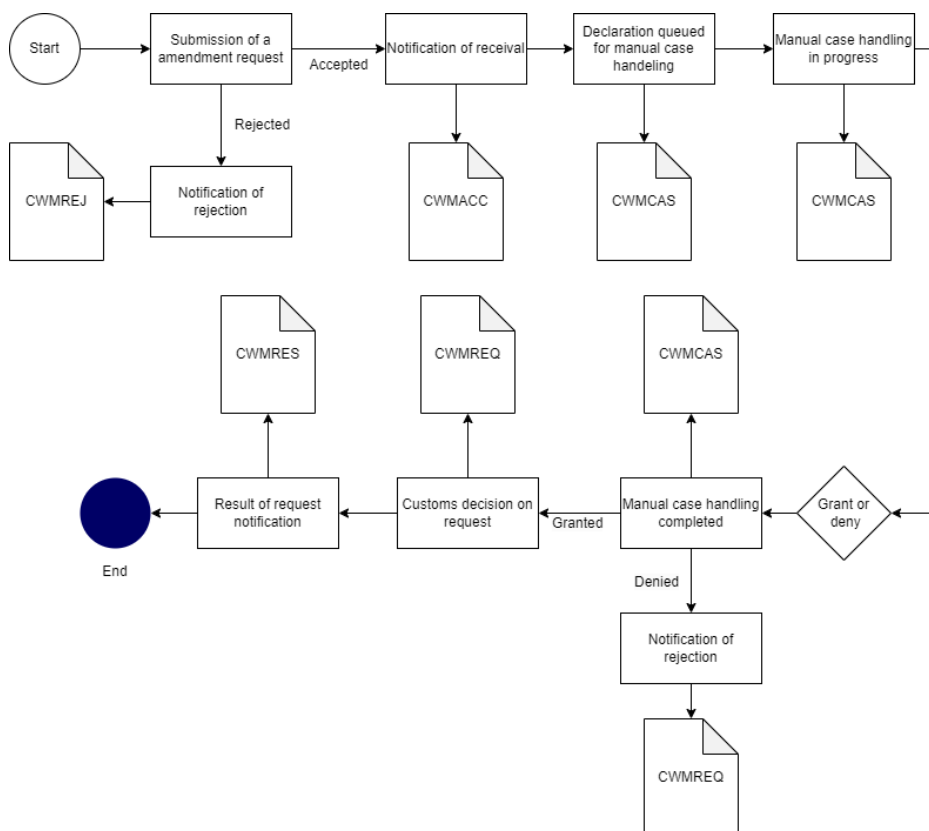 Start
Submission of a
amendment request
Accepted
Notification of receival
Declaration queued
for manual case
handeling
Manual case handling
in progress
Rejected
CWMREJ
Notification of
rejection
CWMACC
CWMCAS
CWMCAS
CWMRES
CWMREQ
CWMCAS
End
Result of request
notification
Customs decision on
request
Granted
Manual case handling
completed
Grant or
deny
Denied
Notification of
rejection
CWMREQ